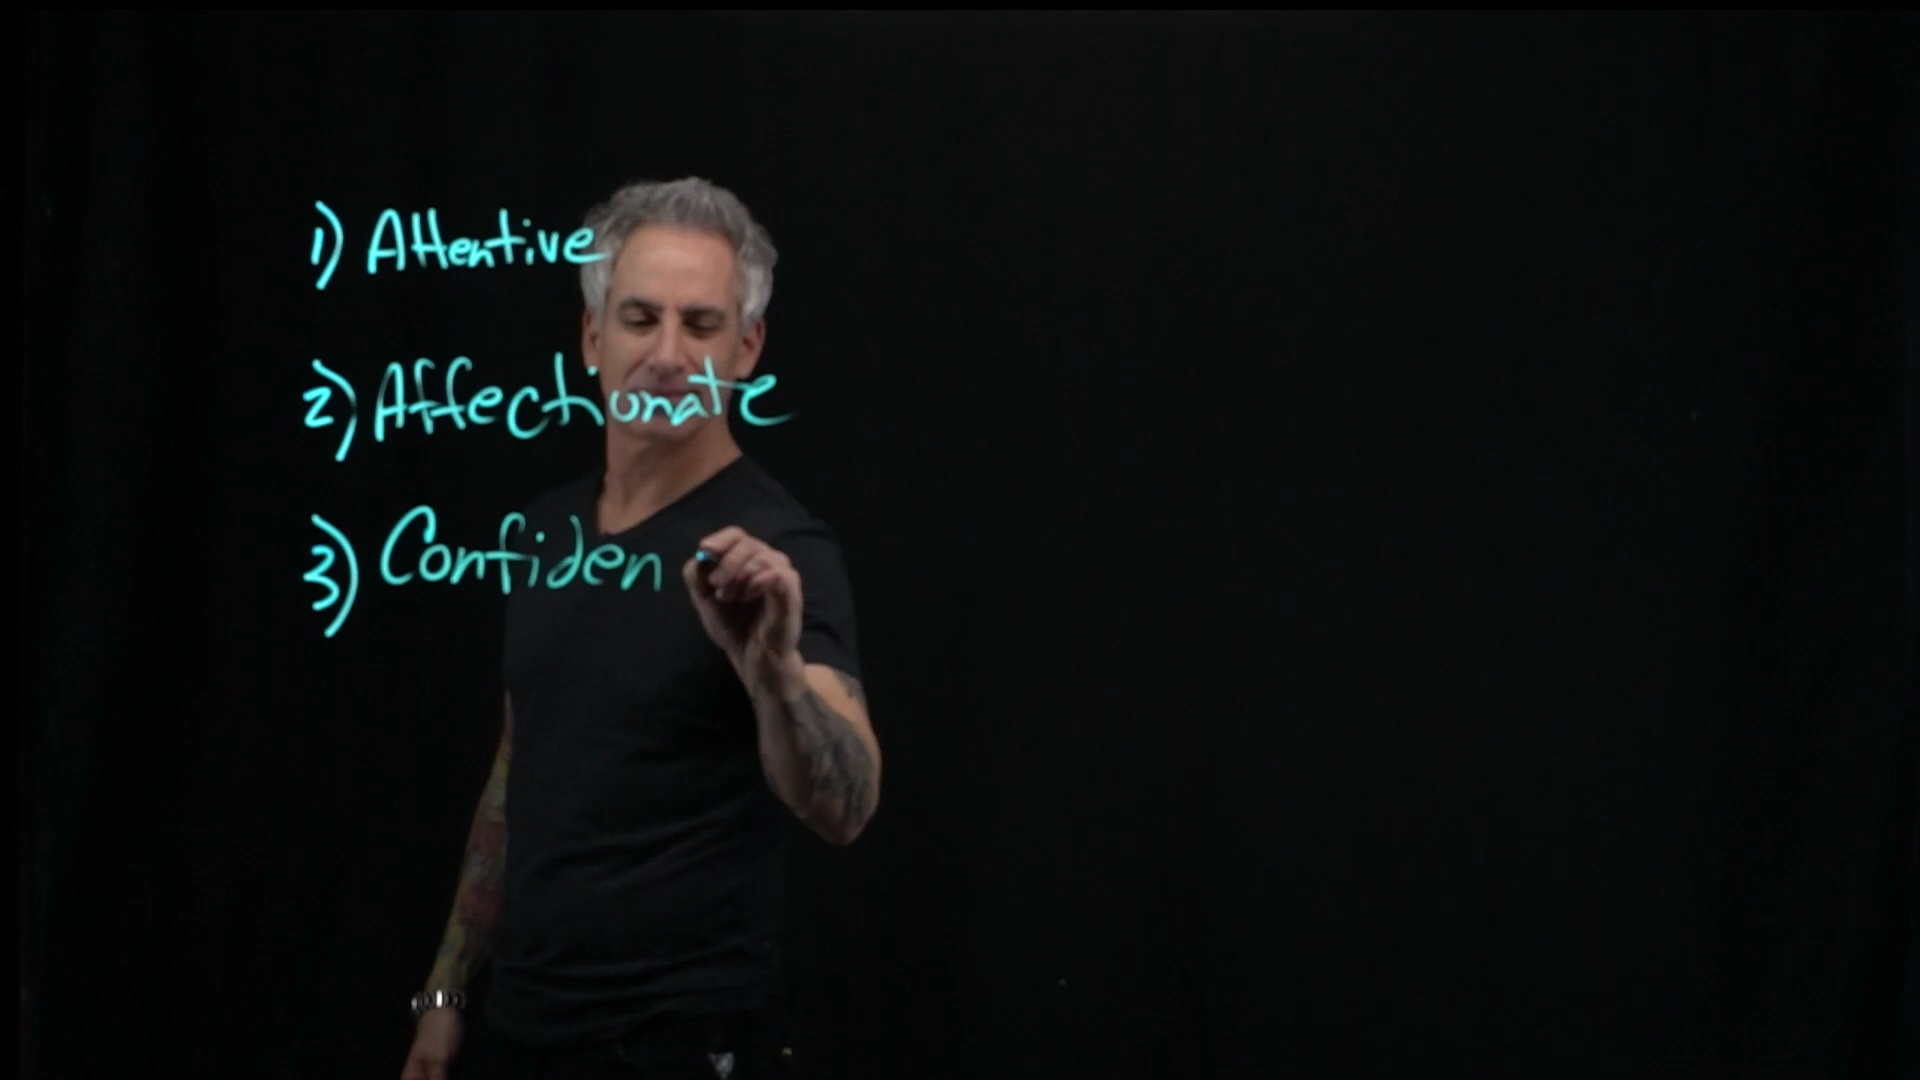 1) Attentive
2) Affectionate
3) Confiden